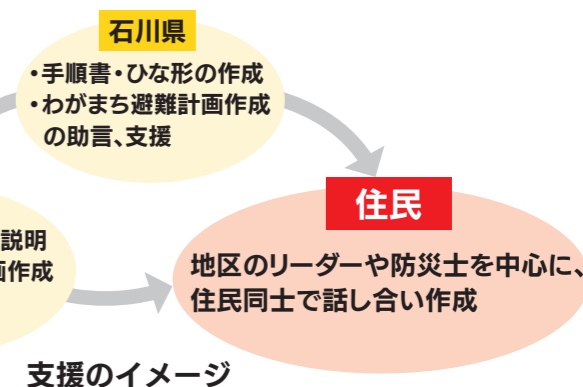 石川県
・手順書・ひな形の作成
・わがまち避難計画作成
の助言、支援
住民
説明
画作成
地区のリーダーや防災士を中心に、
住民同士で話し合い作成
支援のイメージ